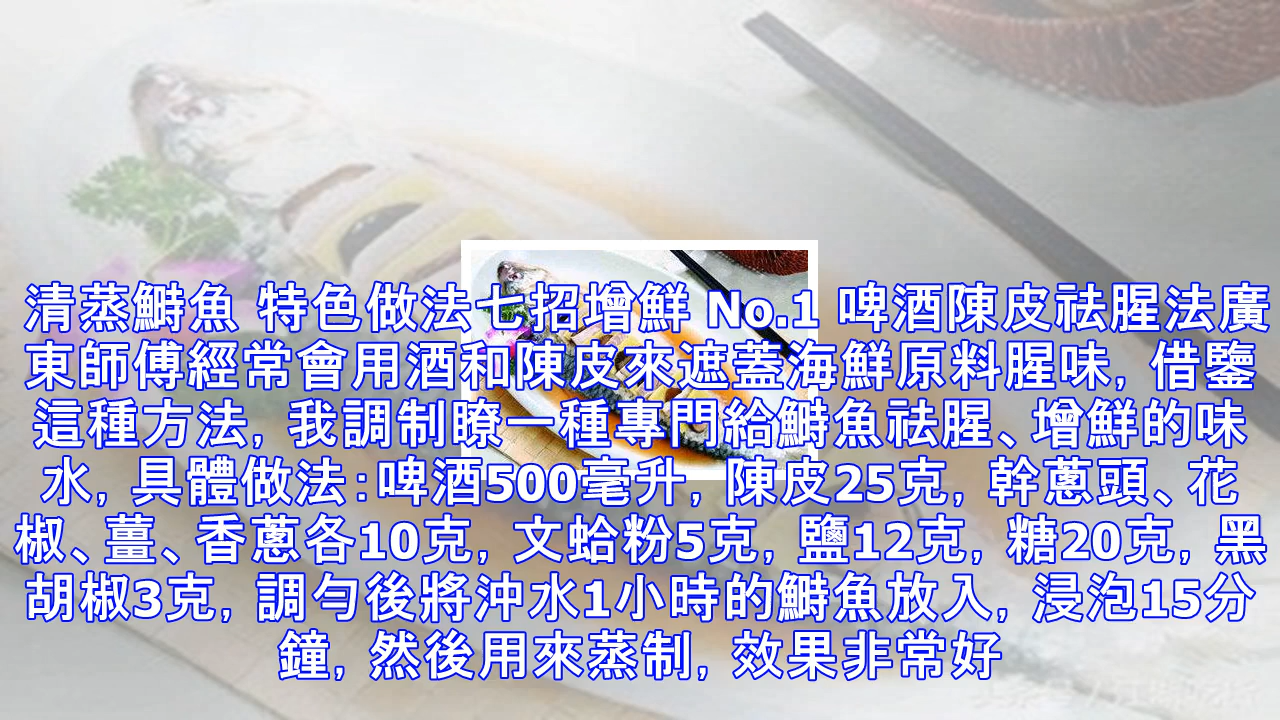 清蒸鰣魚 特色做法七招增鮮 No.1 啤酒陳皮祛腥法廣
東師傅經常會用酒和陳皮來遮蓋海鮮原料腥味, 借鑒
這種方法, 我調制瞭一種專門給鰣魚祛腥、增鮮的味
水, 具體做法:啤酒500毫升, 陳皮25克, 幹蔥頭、花
椒、薑、香蔥各10克, 文蛤粉5克, 鹽12克, 糖20克, 黑
胡椒3克, 調勻後將沖水1小時的鰣魚放入, 浸泡15分
鐘, 然後用來蒸制, 效果非常好